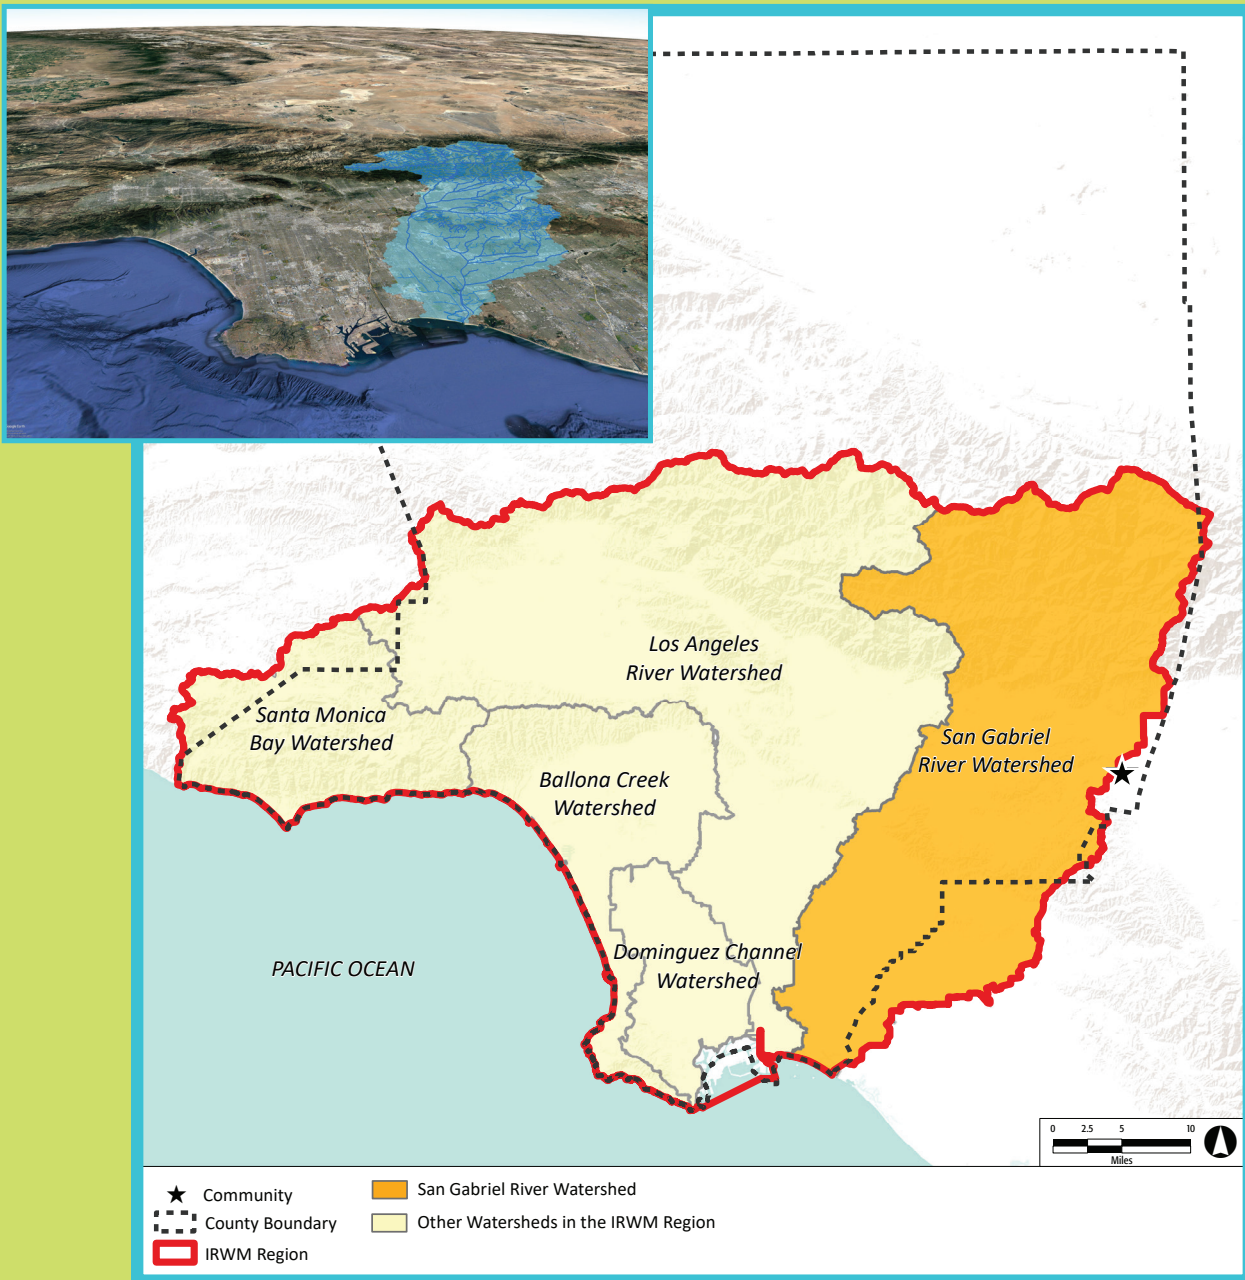 Los Angeles
River Watershed
Santa Monica
Bay Watershed
San Gabriel
River Watershed
Ballona Creek
Watershed
Dominguez Channel
Watershed
PACIFIC OCEAN
0 2.5 5 10
Miles
Community
County Boundary
IRWM Region
San Gabriel River Watershed
Other Watersheds in the IRWM Region